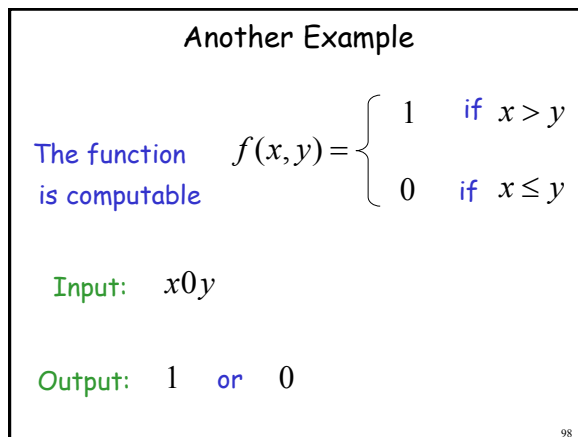 Another Example
The function is computable
f(x, y) = { 1 if x > y
0 if x ≤ y
Input: x0y
Output: 1 or 0
98